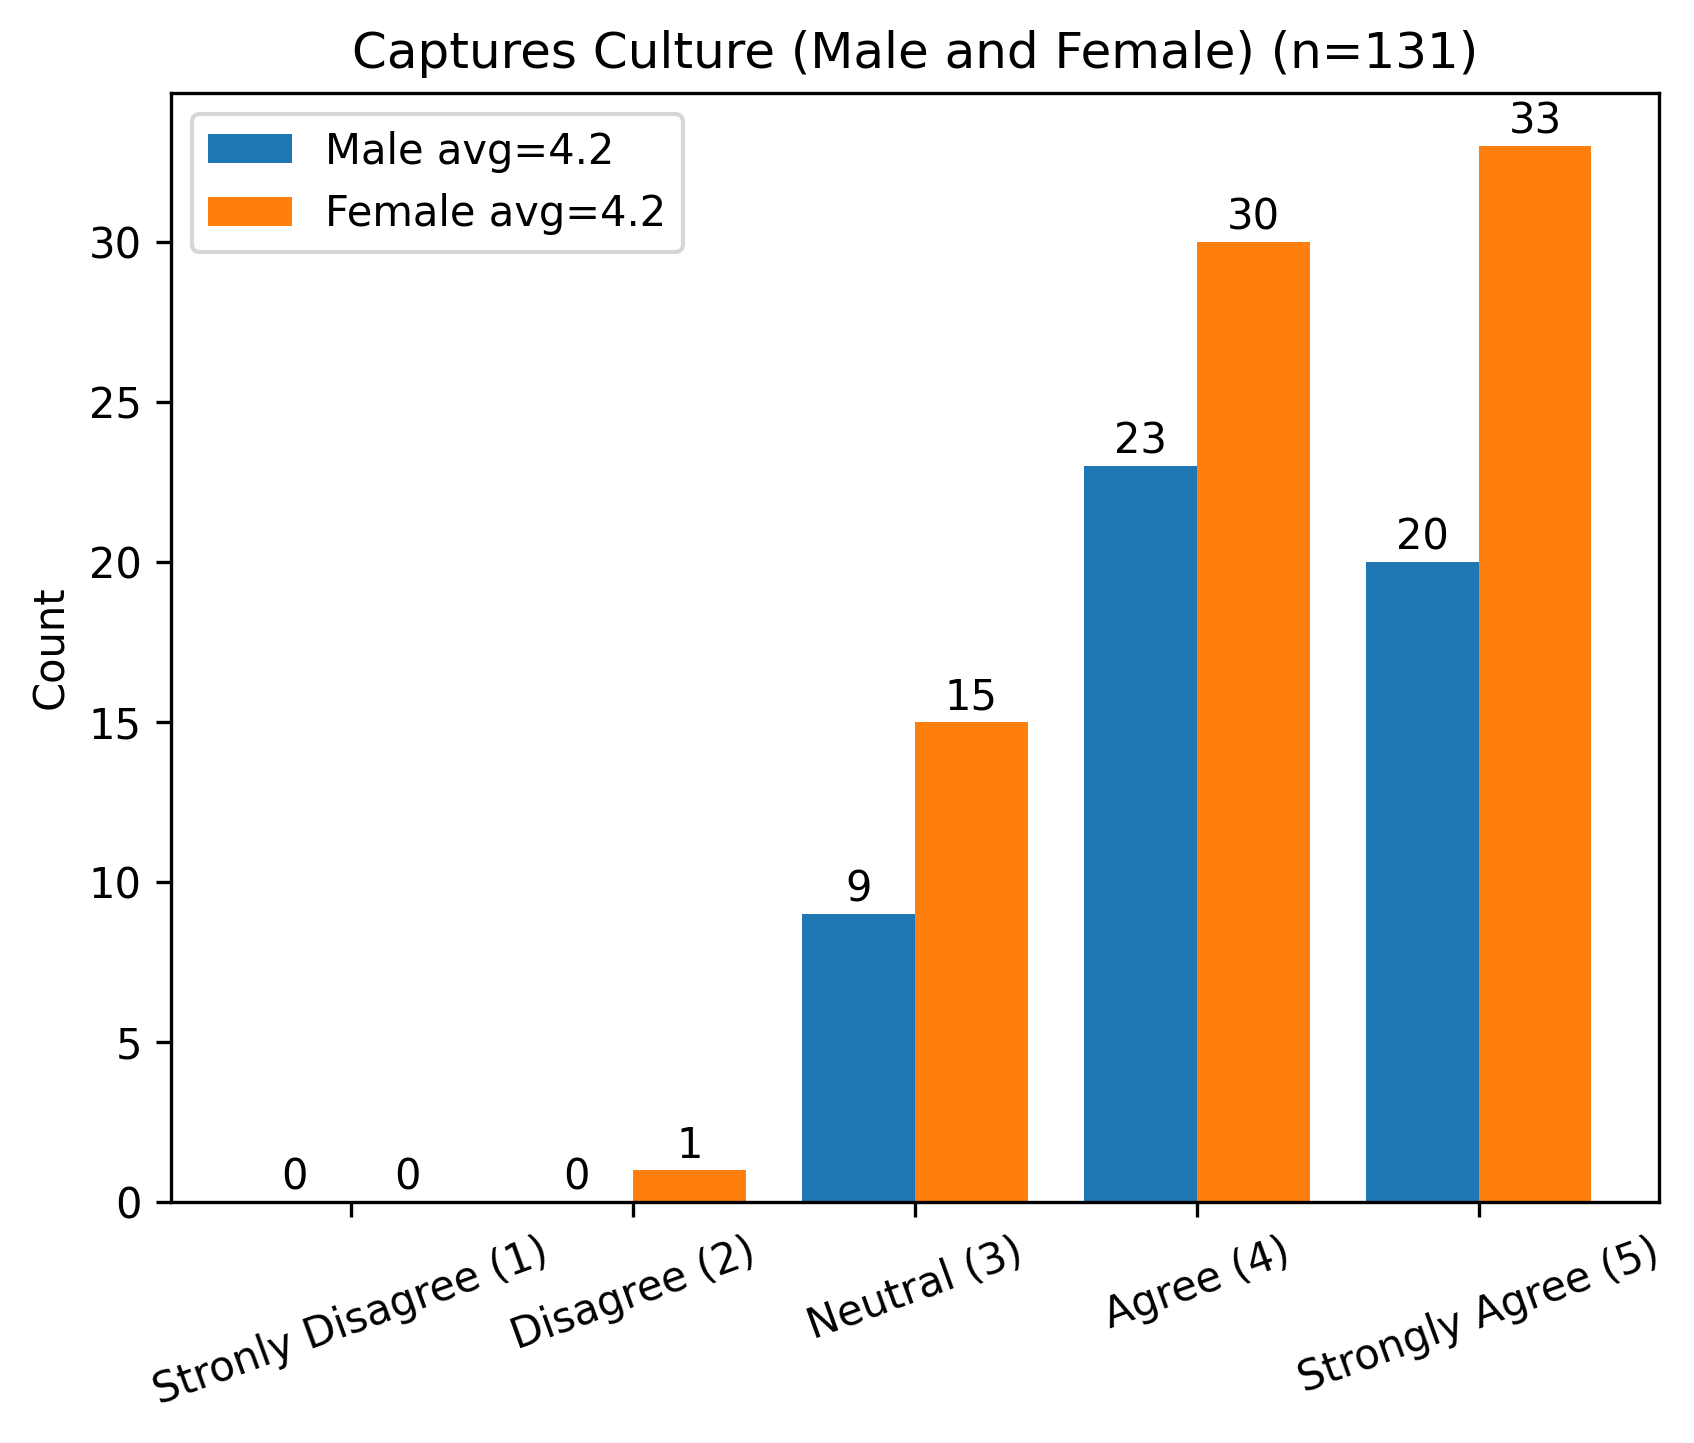 Captures Culture (Male and Female) (n=131)
Male avg=4.2
Female avg=4.2
Count
30
25
20
15
10
5
0
0
0
0
1
9
15
23
30
20
33
Stronly Disagree (1)
Disagree (2)
Neutral (3)
Agree (4)
Strongly Agree (5)